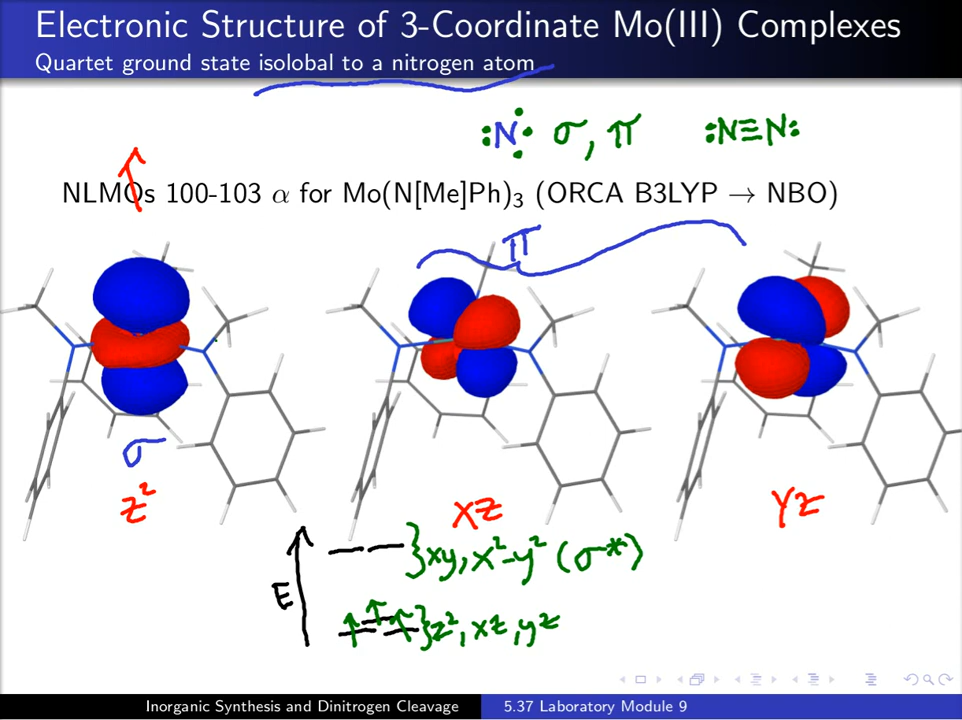 Electronic Structure of 3-Coordinate Mo(III) Complexes
Quartet ground state isolobal to a nitrogen atom
:N: σ, π :N≡N:
NLMOs 100-103 α for Mo(N[Me]Ph)₃ (ORCA B3LYP → NBO)
π
σ
z²
xz
yz
}xy, x²-y² (σ*)
E
}z², xz, yz
Inorganic Synthesis and Dinitrogen Cleavage 5.37 Laboratory Module 9